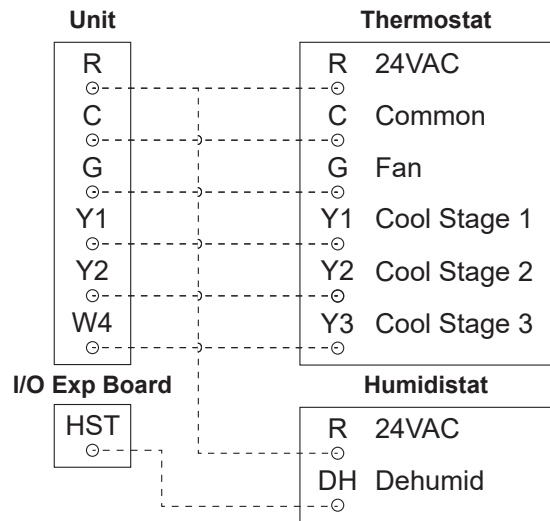 Unit Thermostat
R R 24VAC
C C Common
G G Fan
Y1 Y1 Cool Stage 1
Y2 Y2 Cool Stage 2
W4 Y3 Cool Stage 3
I/O Exp Board Humidistat
HST R 24VAC
DH Dehumid